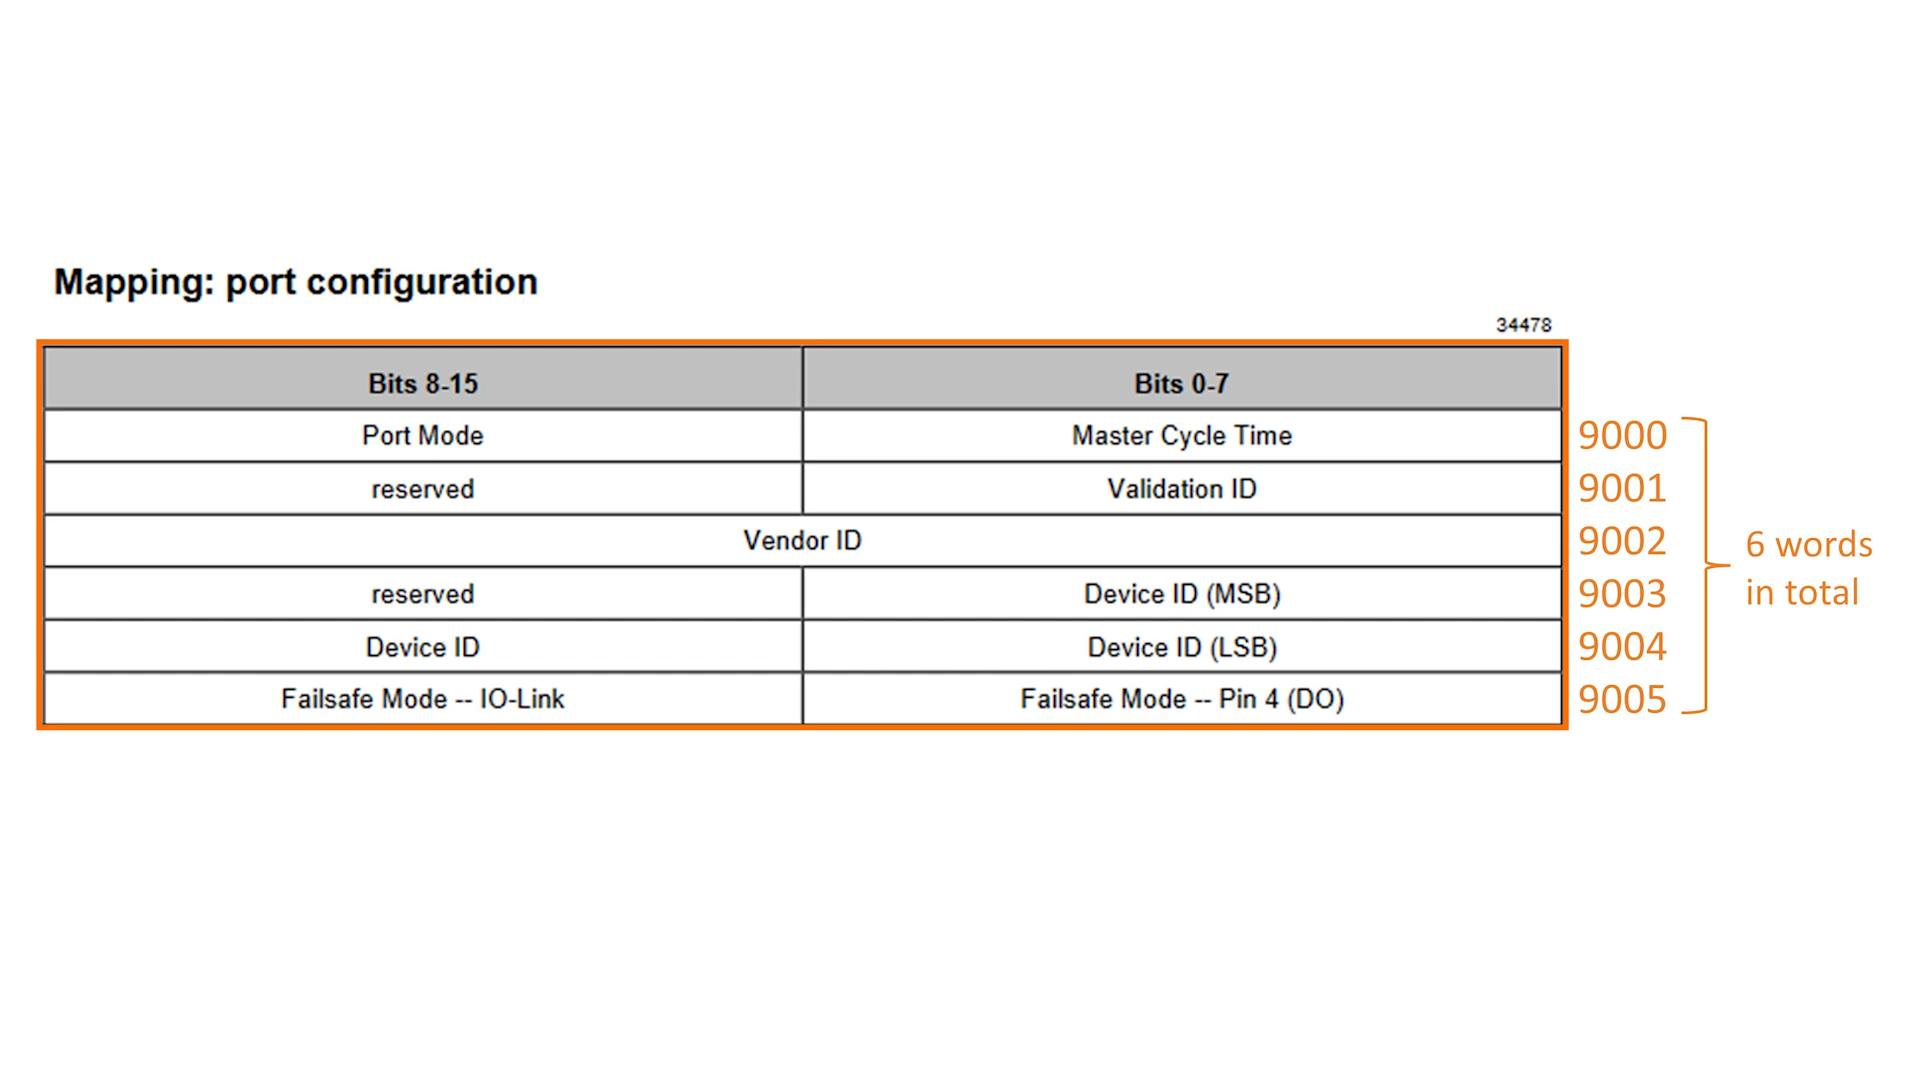 Mapping: port configuration
34478
Bits 8-15 Bits 0-7
Port Mode Master Cycle Time 9000
reserved Validation ID 9001
Vendor ID 9002
reserved Device ID (MSB) 9003
Device ID Device ID (LSB) 9004
Failsafe Mode -- IO-Link Failsafe Mode -- Pin 4 (DO) 9005
6 words
in total